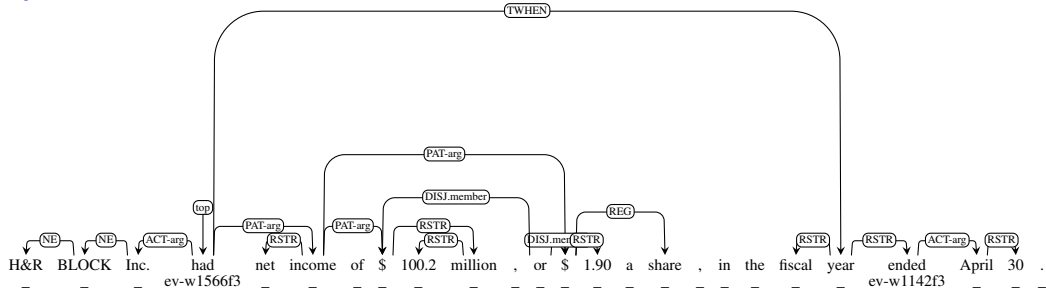 TWHEN
PAT-arg
DISJ.member
top
REG
NE NE ACT-arg PAT-arg RSTR PAT-arg RSTR RSTR DISJ.mem RSTR RSTR RSTR ACT-arg RSTR
H&R BLOCK Inc. had net income of $ 100.2 million , or $ 1.90 a share , in the fiscal year ended April 30 .
_ _ _ ev-w1566f3 _ _ _ _ _ _ _ _ _ _ _ _ _ _ _ _ _ ev-w1142f3 _ _ _